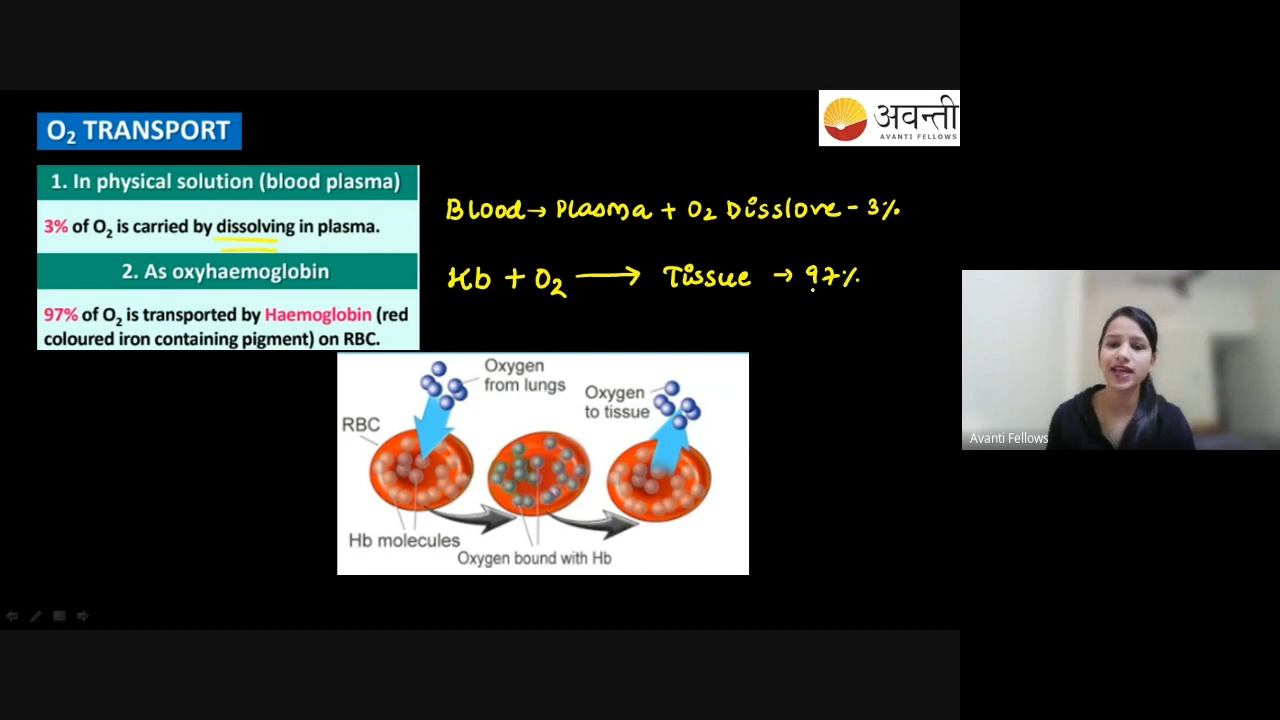 O₂ TRANSPORT
अवन्ती
AVANTI FELLOWS
1. In physical solution (blood plasma)
3% of O₂ is carried by dissolving in plasma.
2. As oxyhaemoglobin
97% of O₂ is transported by Haemoglobin (red
coloured iron containing pigment) on RBC.
Blood → Plasma + O₂ Disslove - 3%
Hb + O₂ ⟶ Tissue → 97%
Oxygen
from lungs
Oxygen
to tissue
RBC
Hb molecules
Oxygen bound with Hb
Avanti Fellows